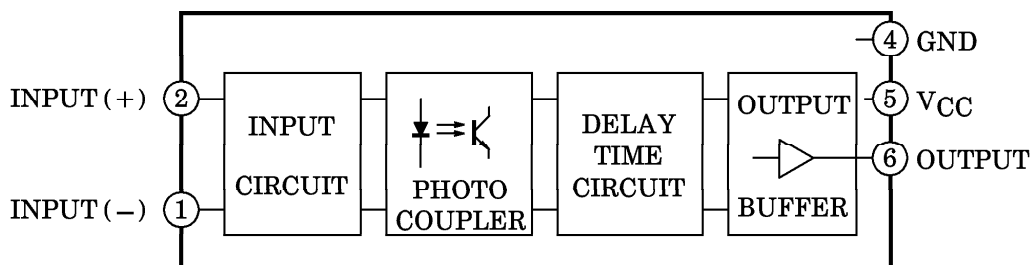 4 GND
INPUT(+) 2
5 VCC
INPUT
CIRCUIT
PHOTO
COUPLER
DELAY
TIME
CIRCUIT
OUTPUT
BUFFER
6 OUTPUT
INPUT(−) 1